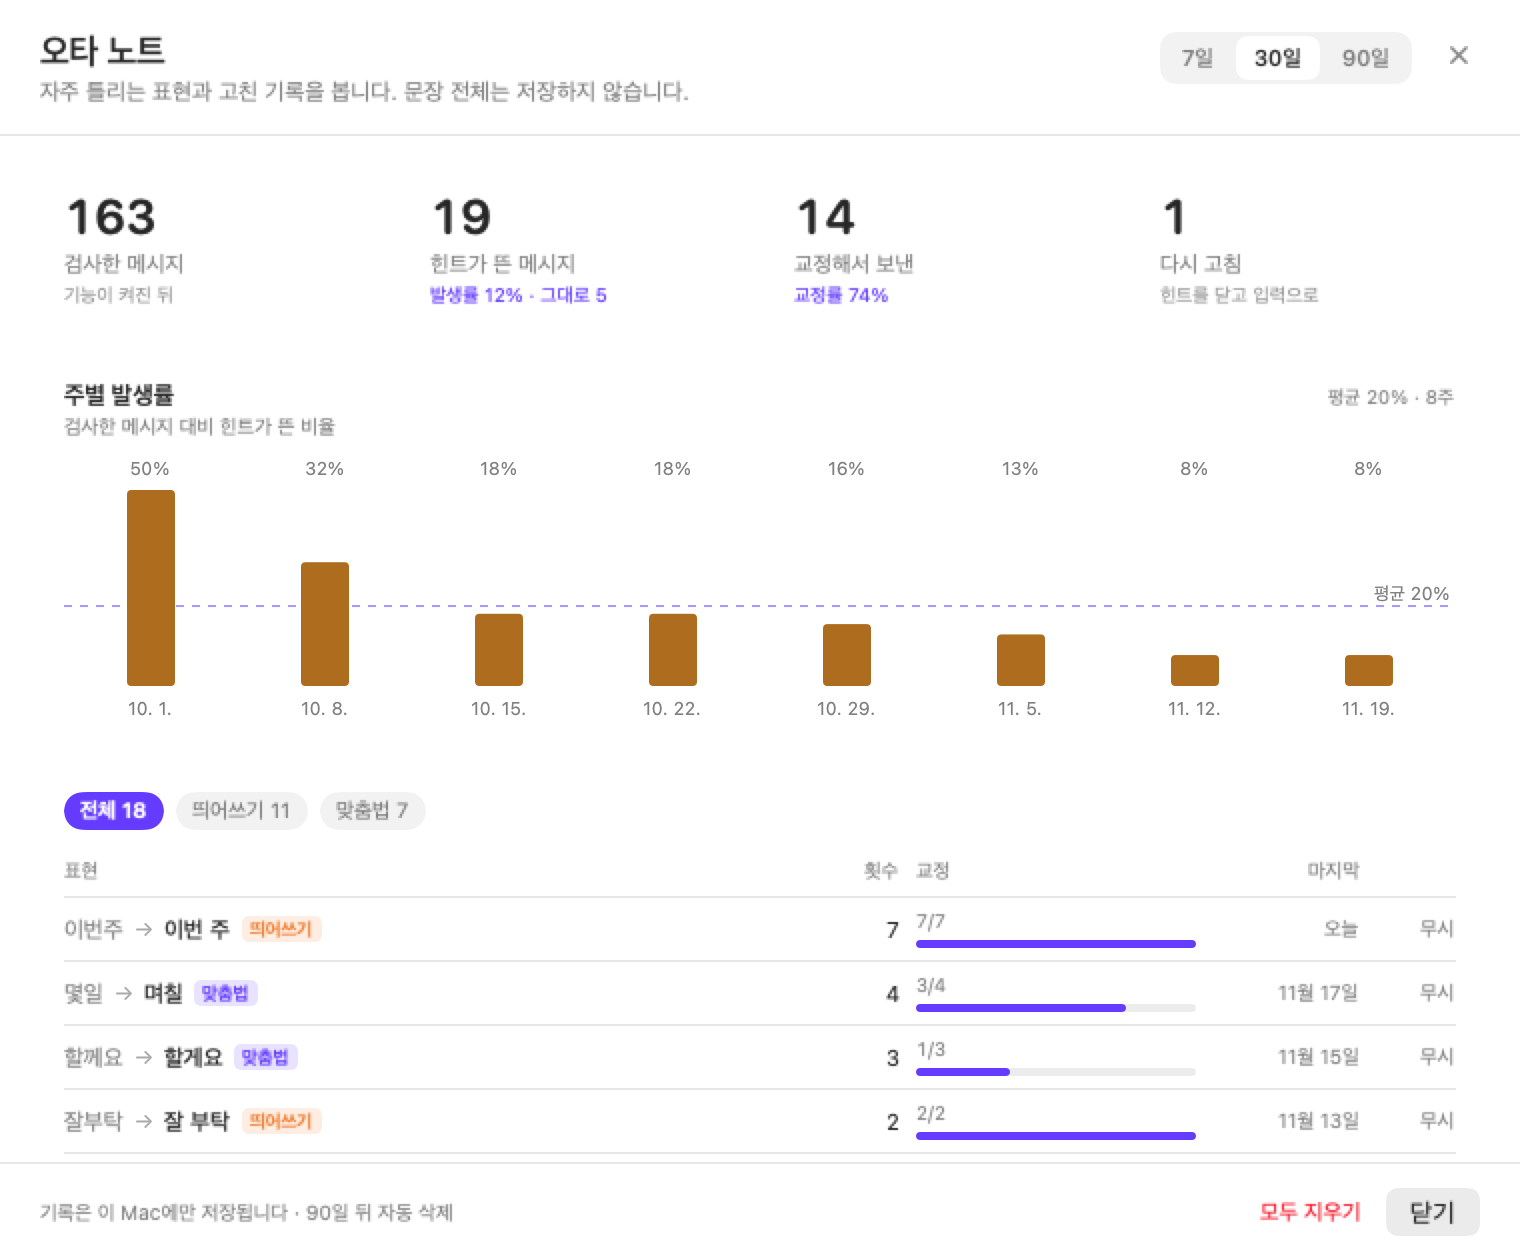 오타 노트
자주 틀리는 표현과 고친 기록을 봅니다. 문장 전체는 저장하지 않습니다.
7일 30일 90일 ×
163 19 14 1
검사한 메시지 힌트가 뜬 메시지 교정해서 보낸 다시 고침
기능이 켜진 뒤 발생률 12% · 그대로 5 교정률 74% 힌트를 닫고 입력으로
주별 발생률
평균 20% · 8주
검사한 메시지 대비 힌트가 뜬 비율
50% 32% 18% 18% 16% 13% 8% 8%
평균 20%
10. 1. 10. 8. 10. 15. 10. 22. 10. 29. 11. 5. 11. 12. 11. 19.
전체 18 띄어쓰기 11 맞춤법 7
표현 횟수 교정 마지막
이번주 → 이번 주 띄어쓰기 7 7/7 오늘 무시
몇일 → 며칠 맞춤법 4 3/4 11월 17일 무시
할께요 → 할게요 맞춤법 3 1/3 11월 15일 무시
잘부탁 → 잘 부탁 띄어쓰기 2 2/2 11월 13일 무시
기록은 이 Mac에만 저장됩니다 · 90일 뒤 자동 삭제 모두 지우기 닫기